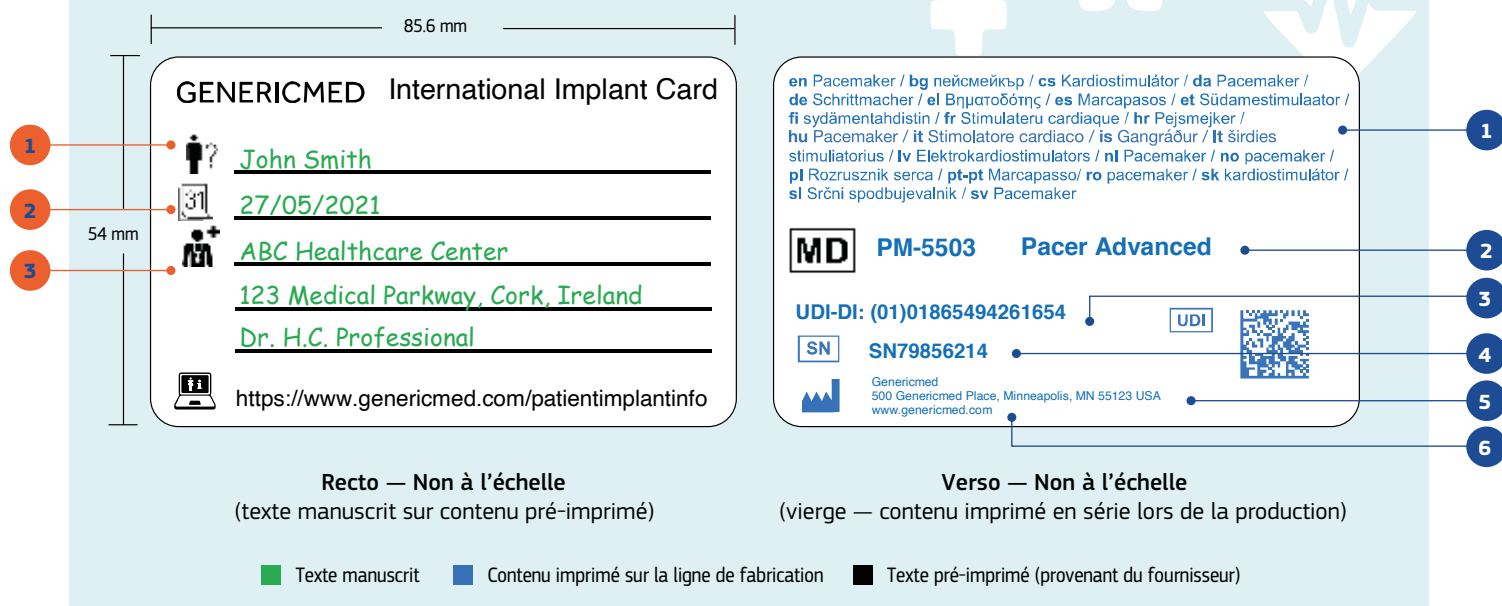 85.6 mm
54 mm
GENERICMED International Implant Card
1
?
John Smith
2
31
27/05/2021
3
ABC Healthcare Center
123 Medical Parkway, Cork, Ireland
Dr. H.C. Professional
https://www.genericmed.com/patientimplantinfo
Recto — Non à l'échelle
(texte manuscrit sur contenu pré-imprimé)
en Pacemaker / bg пейсмейкър / cs Kardiostimulátor / da Pacemaker /
de Schrittmacher / el Βηματοδότης / es Marcapasos / et Südamestimulaator /
fi sydämentahdistin / fr Stimulateru cardiaque / hr Pejsmejker /
hu Pacemaker / it Stimolatore cardiaco / is Gangráður / lt širdies
stimuliatorius / lv Elektrokardiostimulators / nl Pacemaker / no pacemaker /
pl Rozrusznik serca / pt-pt Marcapasso/ ro pacemaker / sk kardiostimulátor /
sl Srčni spodbujevalnik / sv Pacemaker
1
MD PM-5503 Pacer Advanced
2
UDI-DI: (01)01865494261654
3
UDI
SN SN79856214
4
Genericmed
500 Genericmed Place, Minneapolis, MN 55123 USA
www.genericmed.com
5
6
Verso — Non à l'échelle
(vierge — contenu imprimé en série lors de la production)
Texte manuscrit
Contenu imprimé sur la ligne de fabrication
Texte pré-imprimé (provenant du fournisseur)